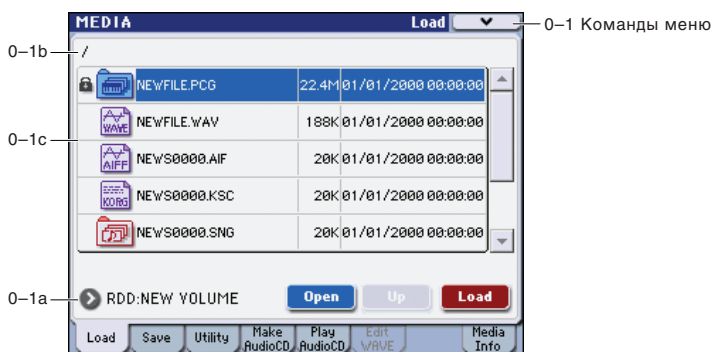 MEDIA Load
0–1 Команды меню
0–1b
/
NEWFILE.PCG 22.4M 01/01/2000 00:00:00
WAVE NEWFILE.WAV 188K 01/01/2000 00:00:00
0–1c
AIFF NEWS0000.AIF 20K 01/01/2000 00:00:00
KORG NEWS0000.KSC 20K 01/01/2000 00:00:00
NEWS0000.SNG 20K 01/01/2000 00:00:00
0–1a
RDD:NEW VOLUME Open Up Load
Load Save Utility Make AudioCD Play AudioCD Edit WAVE Media Info